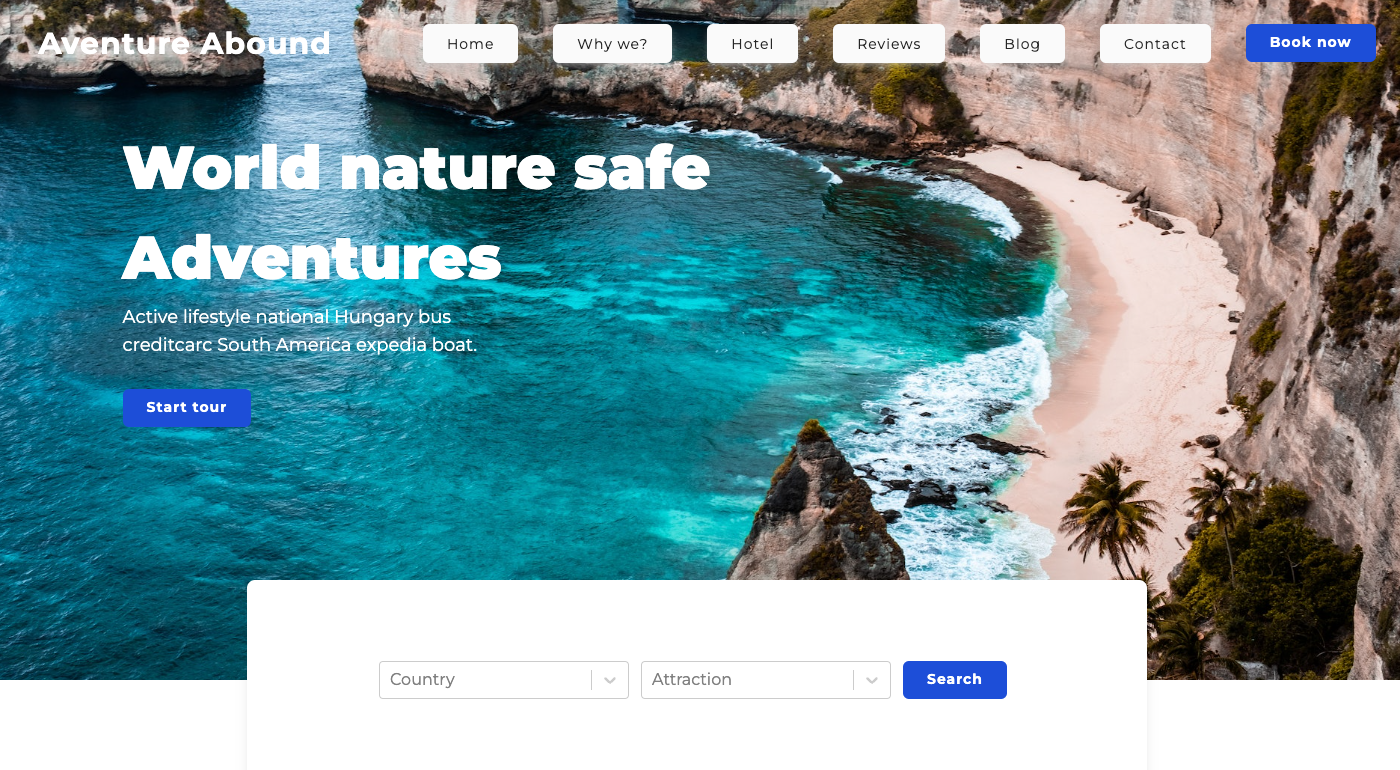 Aventure Abound
Home
Why we?
Hotel
Reviews
Blog
Contact
Book now
World nature safe
Adventures
Active lifestyle national Hungary bus
creditcarc South America expedia boat.
Start tour
Country
Attraction
Search